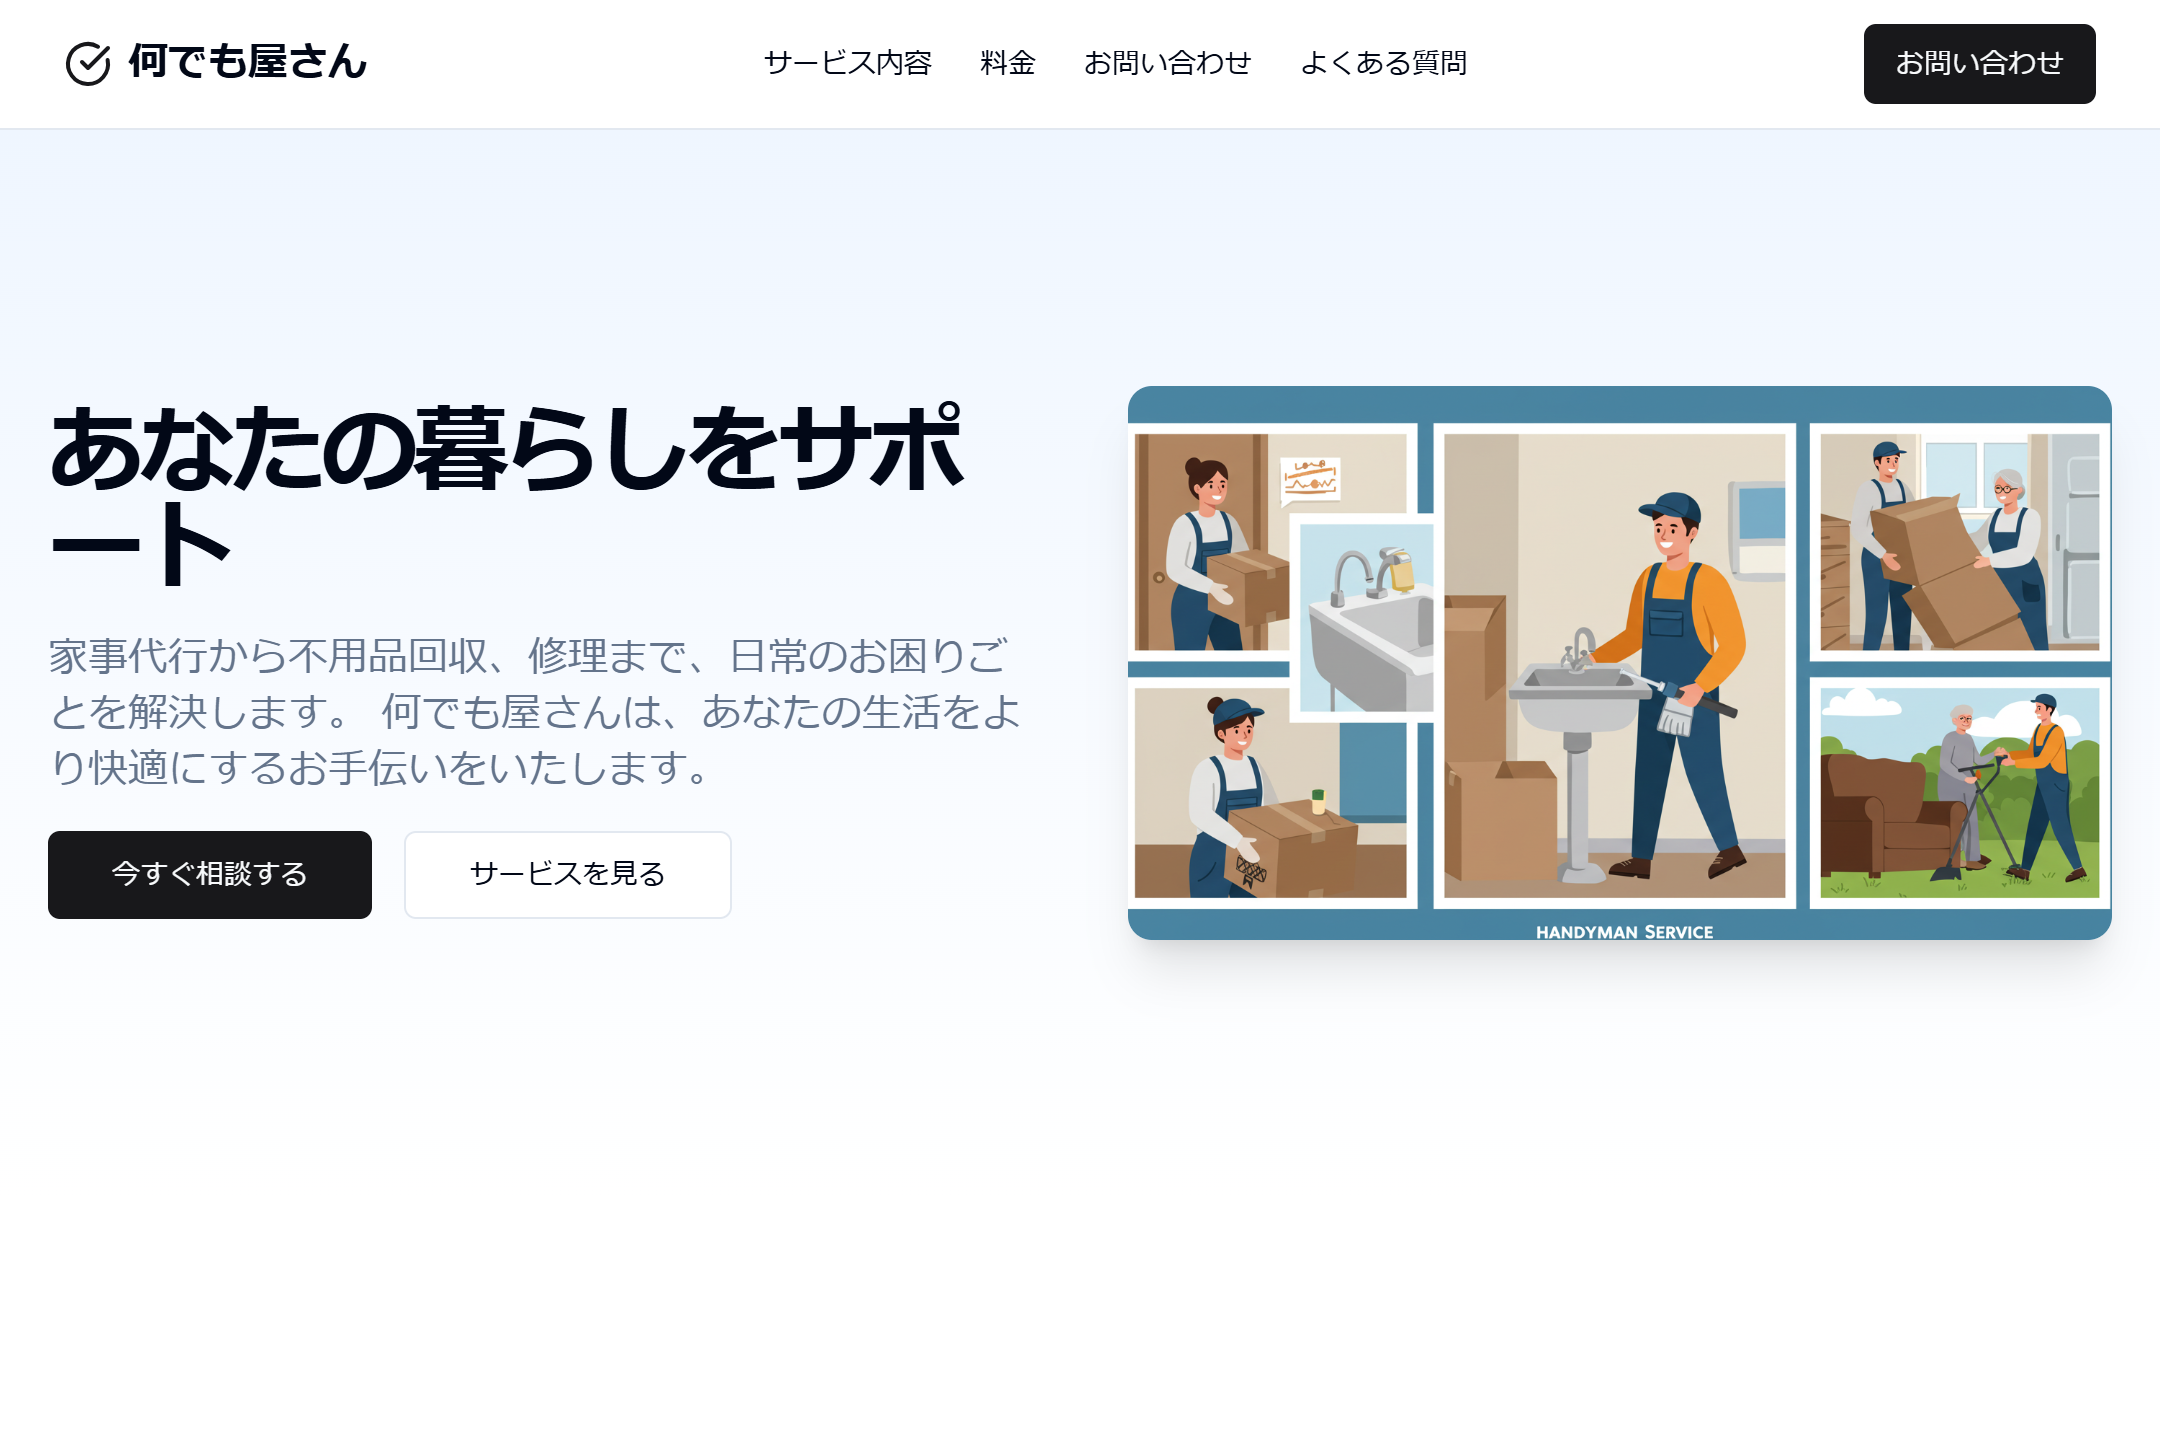 何でも屋さん
サービス内容
料金
お問い合わせ
よくある質問
お問い合わせ
あなたの暮らしをサポ
ート
家事代行から不用品回収、修理まで、日常のお困りご
とを解決します。 何でも屋さんは、あなたの生活をよ
り快適にするお手伝いをいたします。
今すぐ相談する
サービスを見る
HANDYMAN SERVICE